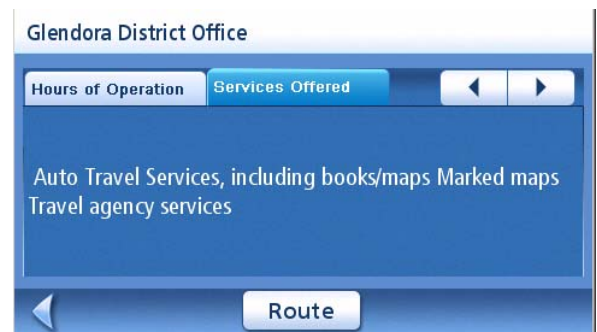 Glendora District Office
Hours of Operation Services Offered
Auto Travel Services, including books/maps Marked maps
Travel agency services
Route